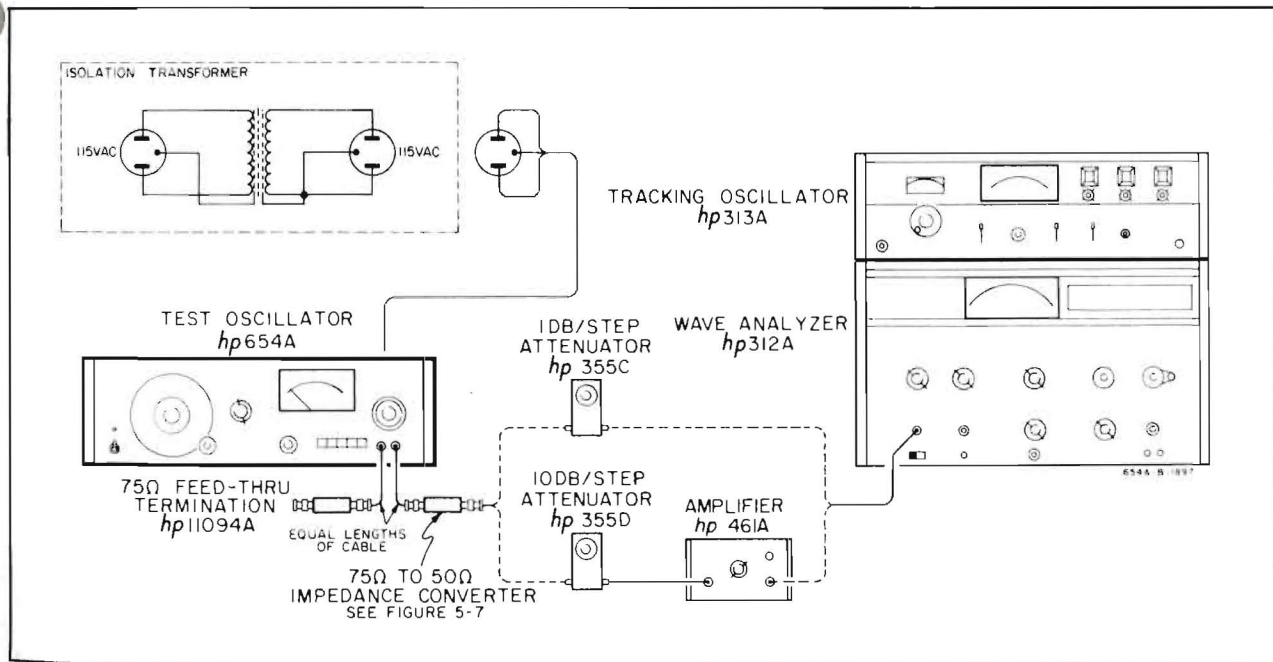 ISOLATION TRANSFORMER
115VAC
115VAC
TRACKING OSCILLATOR
hp313A
TEST OSCILLATOR
hp654A
1DB/STEP
ATTENUATOR
hp 355C
WAVE ANALYZER
hp312A
654A-B-1897
75Ω FEED-THRU
TERMINATION
hp11094A
EQUAL LENGTHS
OF CABLE
10DB/STEP
ATTENUATOR
hp 355D
AMPLIFIER
hp 461A
75Ω TO 50Ω
IMPEDANCE CONVERTER
SEE FIGURE 5-7